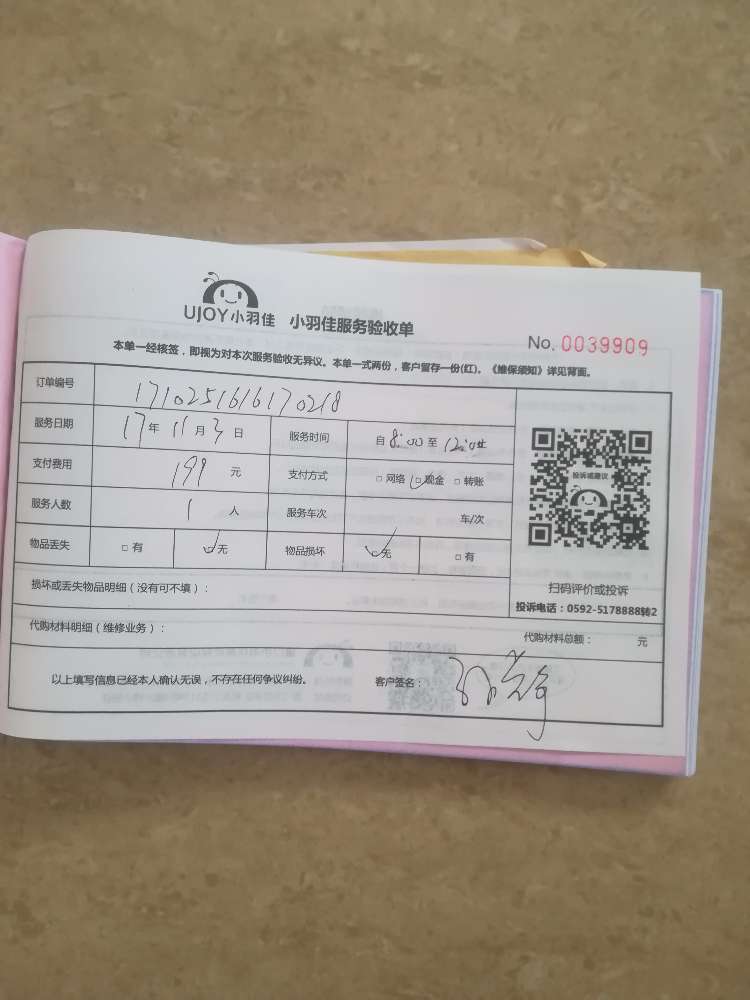 UJOY小羽佳 小羽佳服务验收单
No. 0039909
本单一经核签，即视为对本次服务验收无异议。本单一式两份，客户留存一份(红)。《维保须知》详见背面。
订单编号 1710251616170218
服务日期 17年 11月 3日 服务时间 自 8:00 至 12:00
支付费用 199 元 支付方式 □ 网络 □ 现金 □ 转账
服务人数 1 人 服务车次 车/次
物品丢失 □ 有 ☑ 无 物品损坏 ☑ 无 □ 有
投诉或建议
扫码评价或投诉
投诉电话：0592-5178888转2
损坏或丢失物品明细（没有可不填）：
代购材料明细（维修业务）： 代购材料总额： 元
以上填写信息已经本人确认无误，不存在任何争议纠纷。 客户签名：